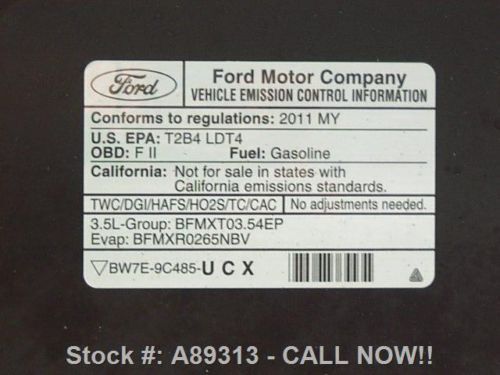 Ford
Ford Motor Company
VEHICLE EMISSION CONTROL INFORMATION
Conforms to regulations: 2011 MY
U.S. EPA: T2B4 LDT4
OBD: F II Fuel: Gasoline
California: Not for sale in states with
California emissions standards.
TWC/DGI/HAFS/HO2S/TC/CAC No adjustments needed.
3.5L-Group: BFMXT03.54EP
Evap: BFMXR0265NBV
BW7E-9C485-U C X
Stock #: A89313 - CALL NOW!!